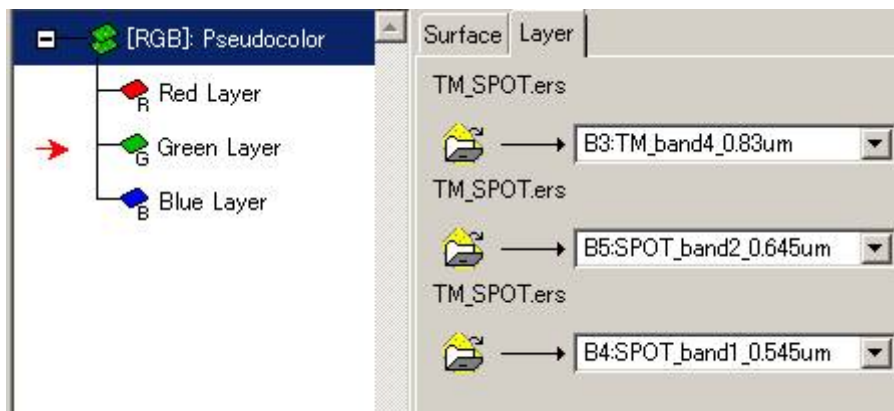 [RGB]: Pseudocolor
R Red Layer
G Green Layer
B Blue Layer
Surface Layer
TM_SPOT.ers
B3:TM_band4_0.83um
TM_SPOT.ers
B5:SPOT_band2_0.645um
TM_SPOT.ers
B4:SPOT_band1_0.545um